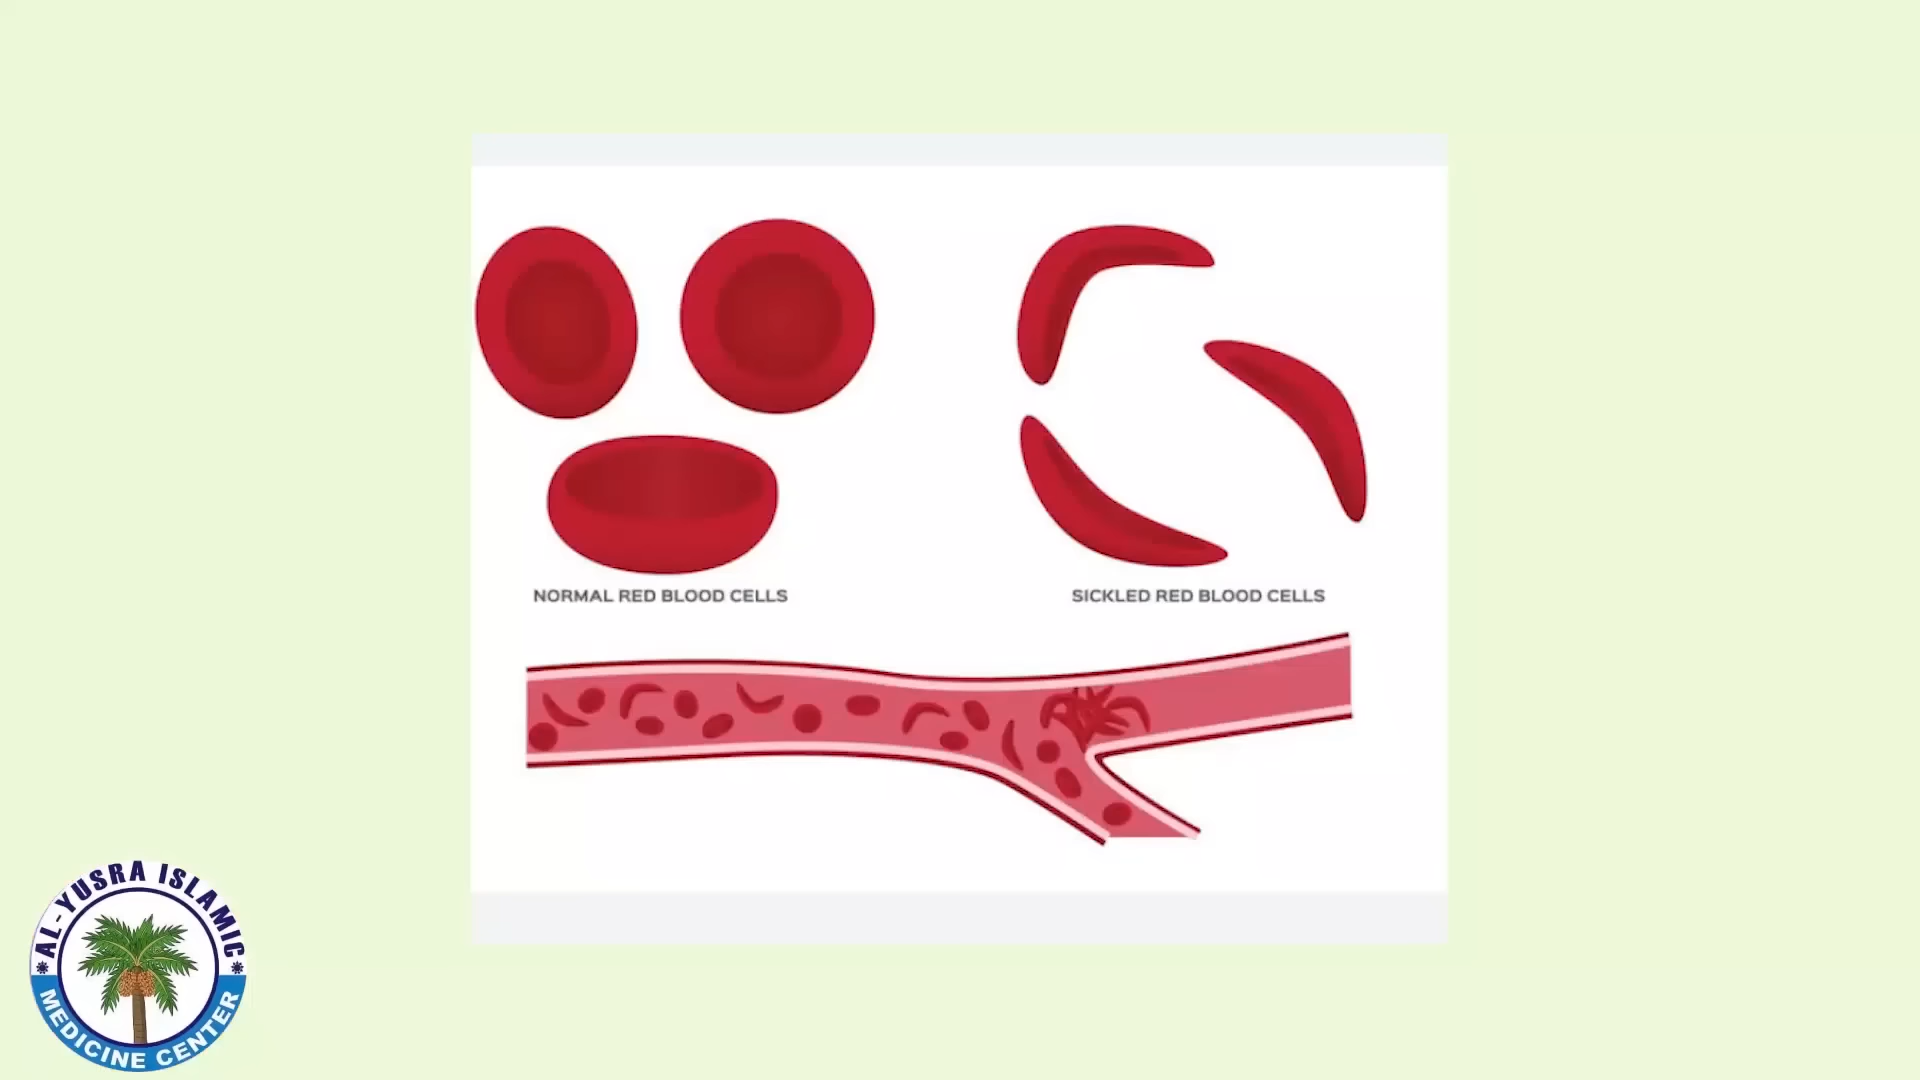 NORMAL RED BLOOD CELLS
SICKLED RED BLOOD CELLS
AL-YUSRA ISLAMIC
MEDICINE CENTER